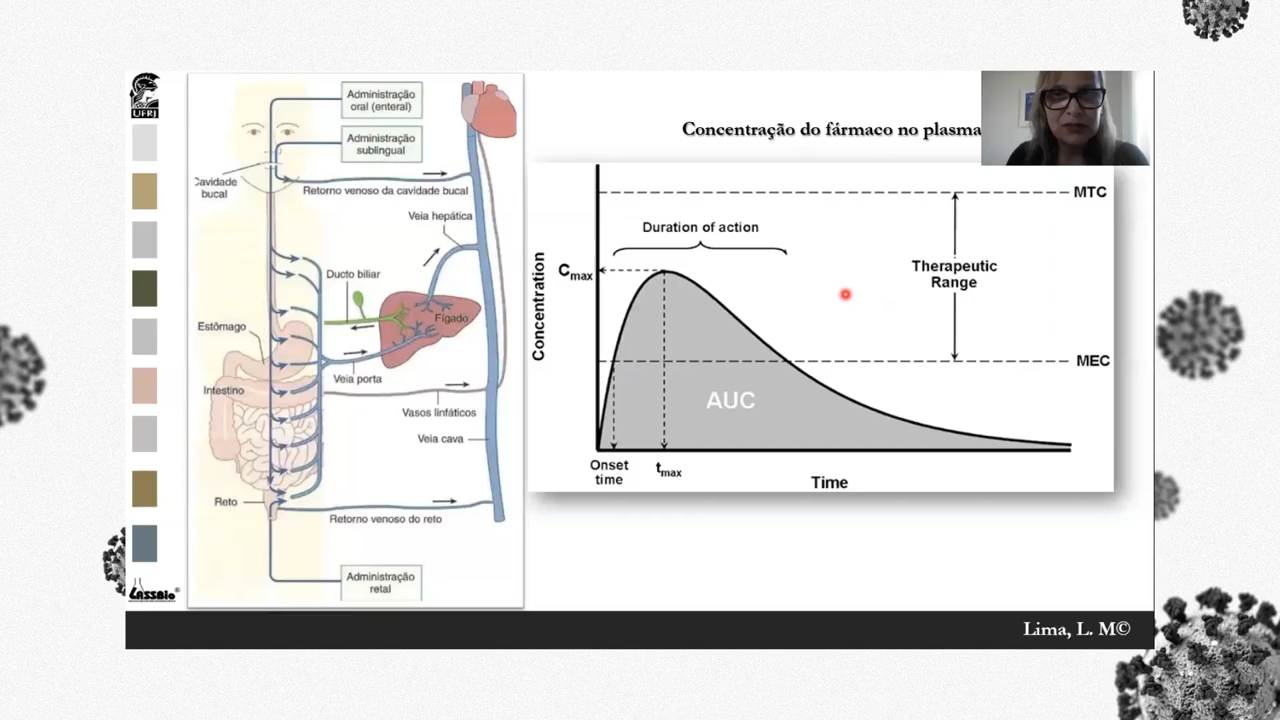 UFRJ
Administração
oral (enteral)
Administração
sublingual
Cavidade
bucal
Retorno venoso da cavidade bucal
Veia hepática
Ducto biliar
Fígado
Estômago
Veia porta
Intestino
Vasos linfáticos
Veia cava
Reto
Retorno venoso do reto
Administração
retal
LASSBio©
Concentração do fármaco no plasma
MTC
Duration of action
Cmax
Therapeutic
Range
Concentration
MEC
AUC
Onset
time
tmax
Time
Lima, L. M©